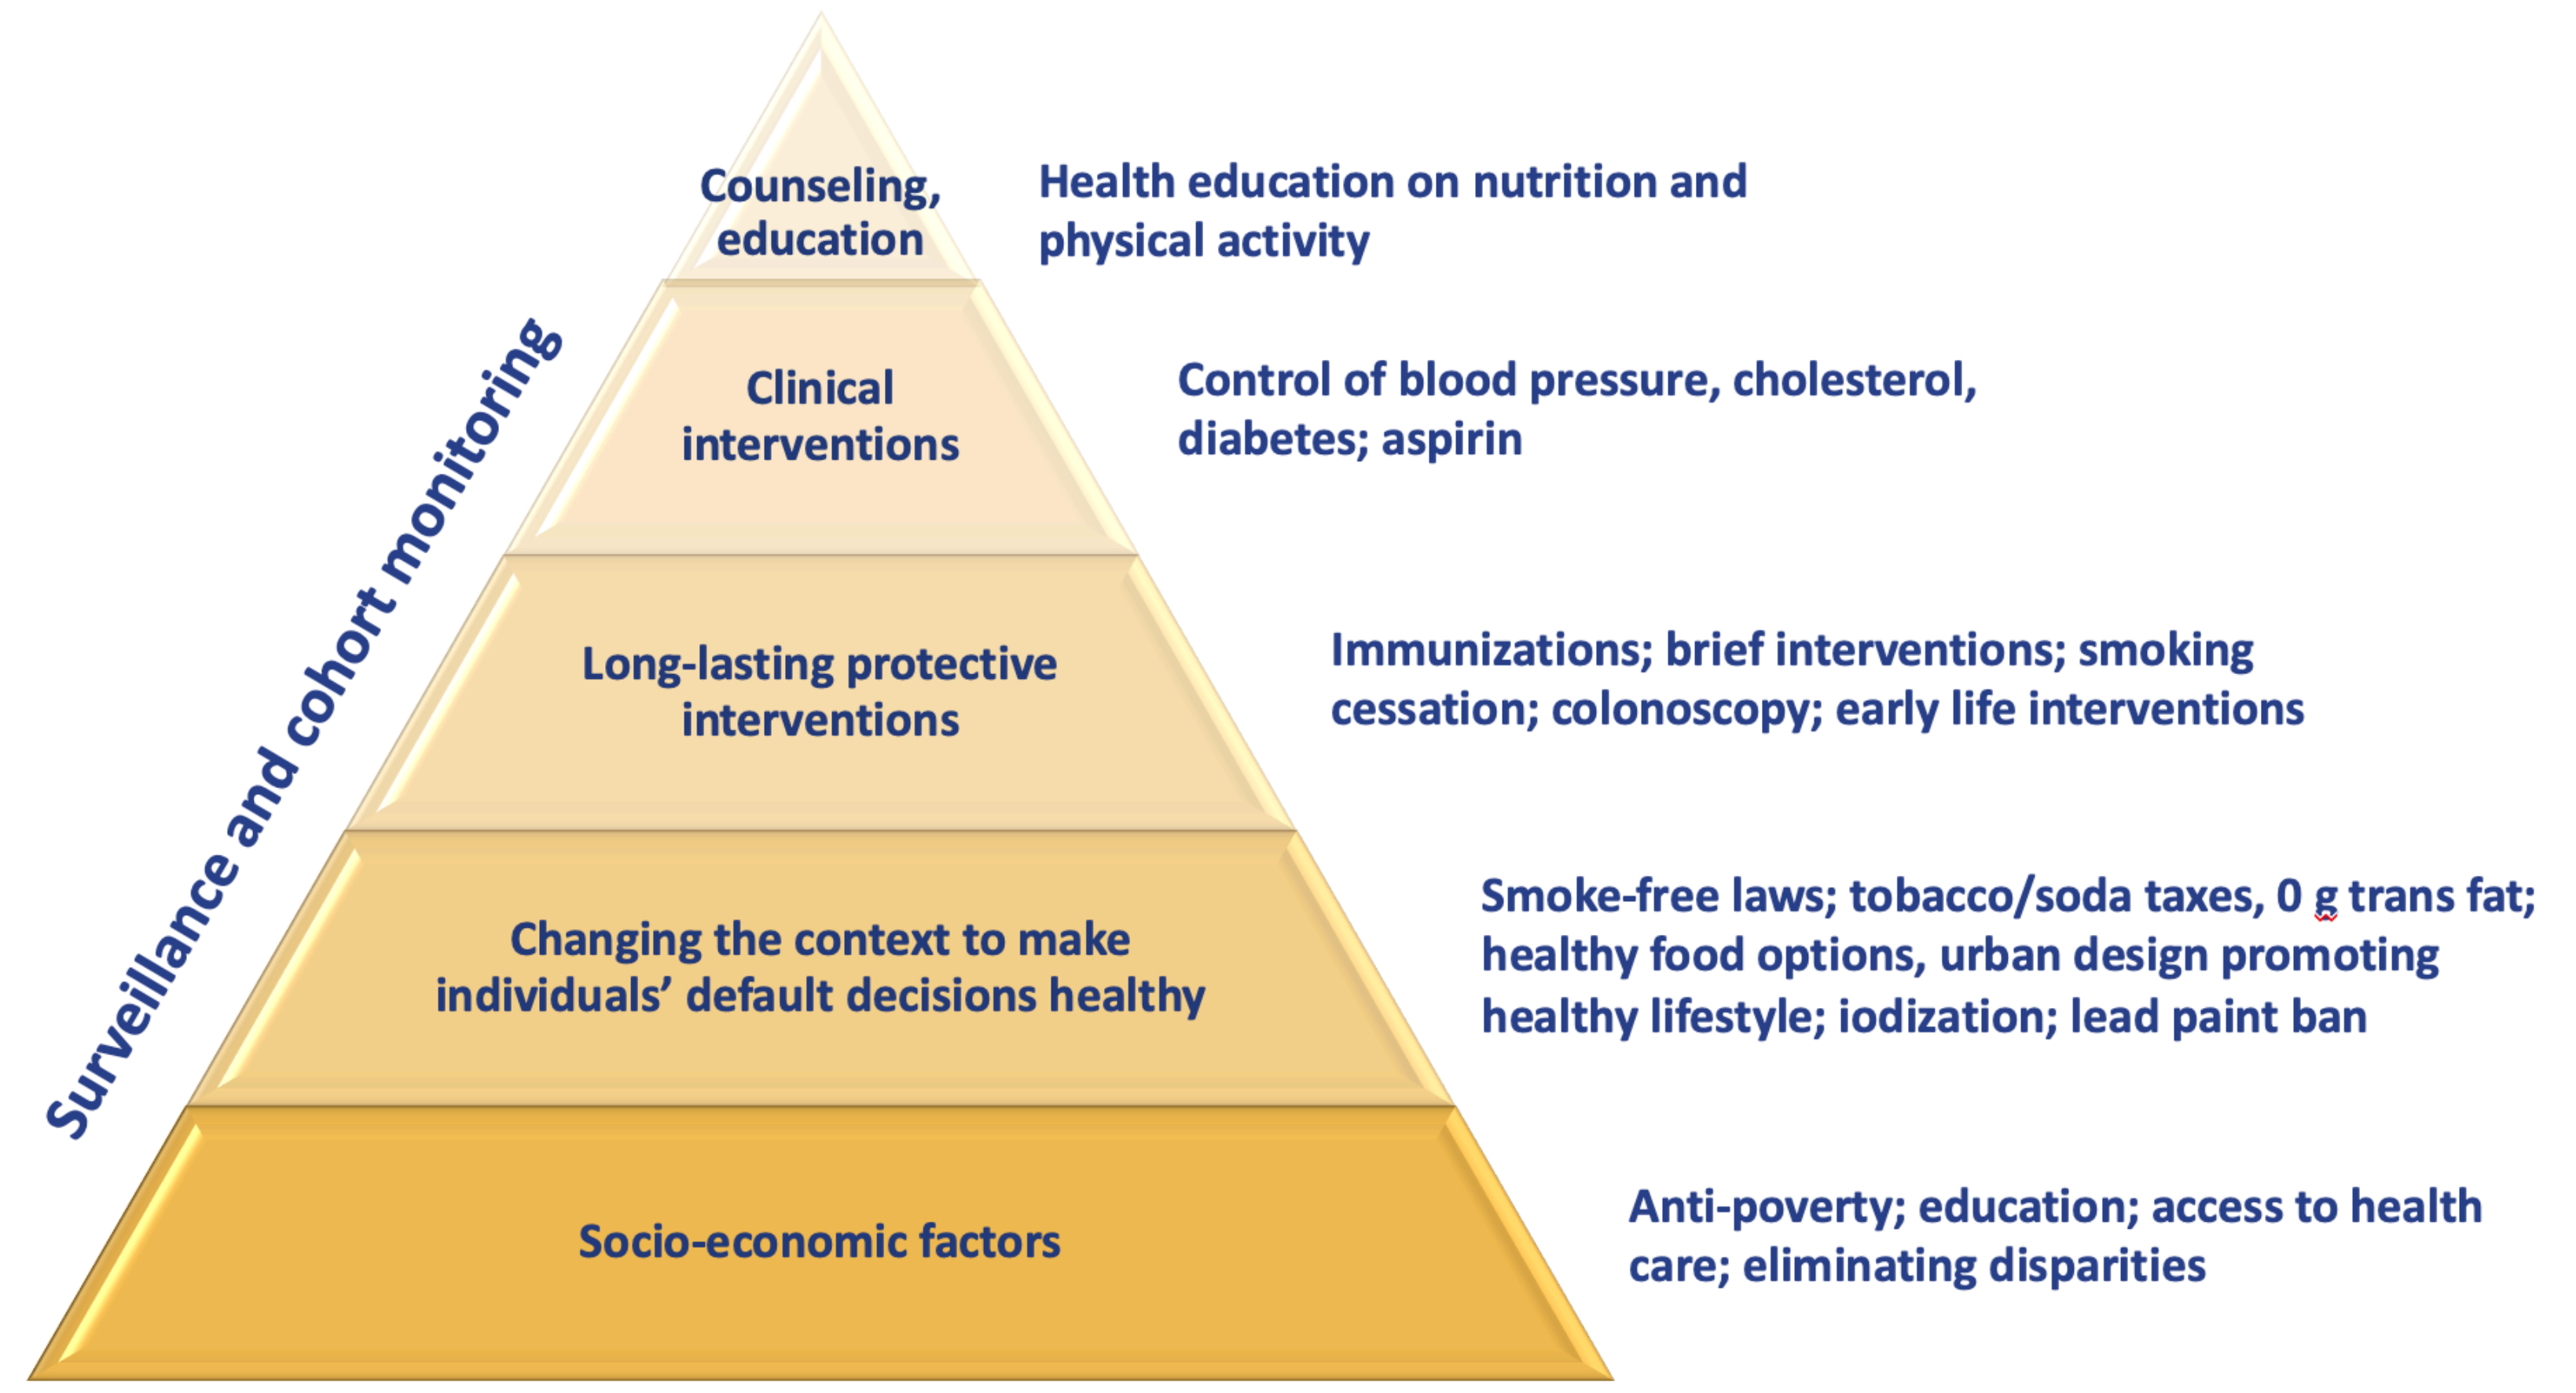 Counseling,
education
Health education on nutrition and
physical activity
Clinical
interventions
Control of blood pressure, cholesterol,
diabetes; aspirin
Surveillance and cohort monitoring
Long-lasting protective
interventions
Immunizations; brief interventions; smoking
cessation; colonoscopy; early life interventions
Changing the context to make
individuals’ default decisions healthy
Smoke-free laws; tobacco/soda taxes, 0 g trans fat;
healthy food options, urban design promoting
healthy lifestyle; iodization; lead paint ban
Socio-economic factors
Anti-poverty; education; access to health
care; eliminating disparities